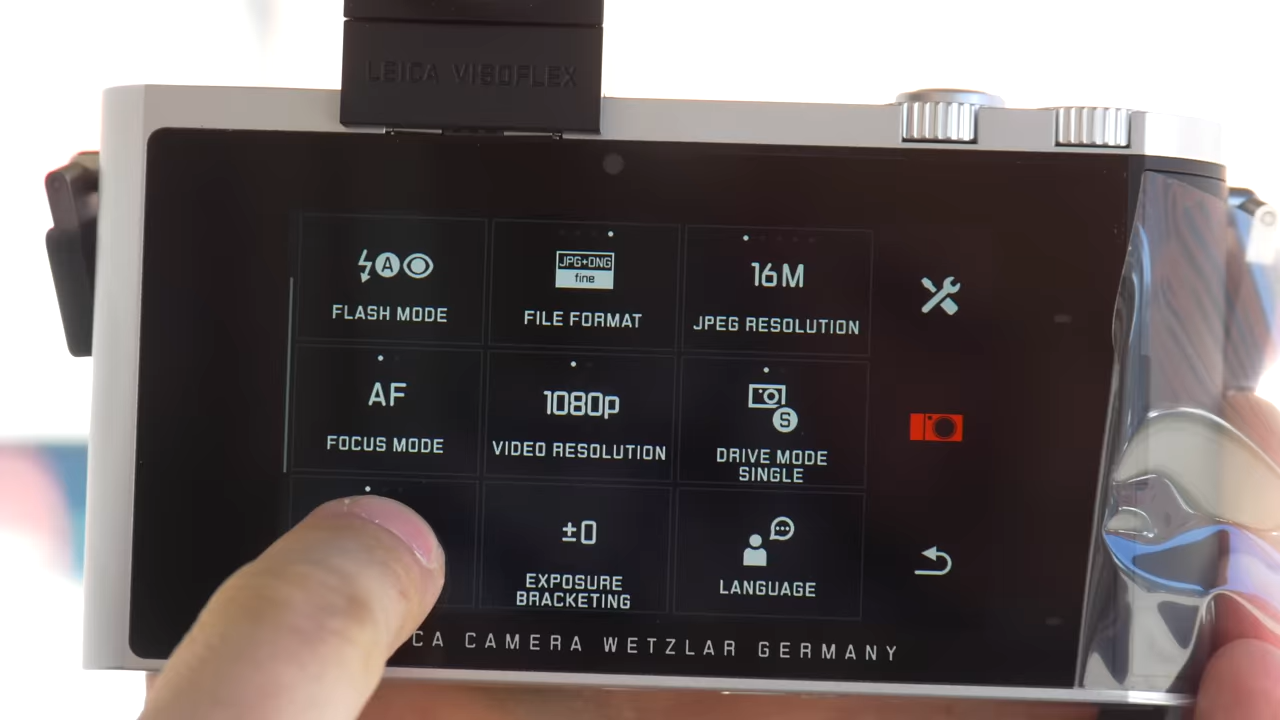 LEICA VISOFLEX
A
FLASH MODE
JPG+DNG
fine
FILE FORMAT
16M
JPEG RESOLUTION
AF
FOCUS MODE
1080p
VIDEO RESOLUTION
S
DRIVE MODE
SINGLE
±0
EXPOSURE
BRACKETING
LANGUAGE
CAMERA WETZLAR GERMANY